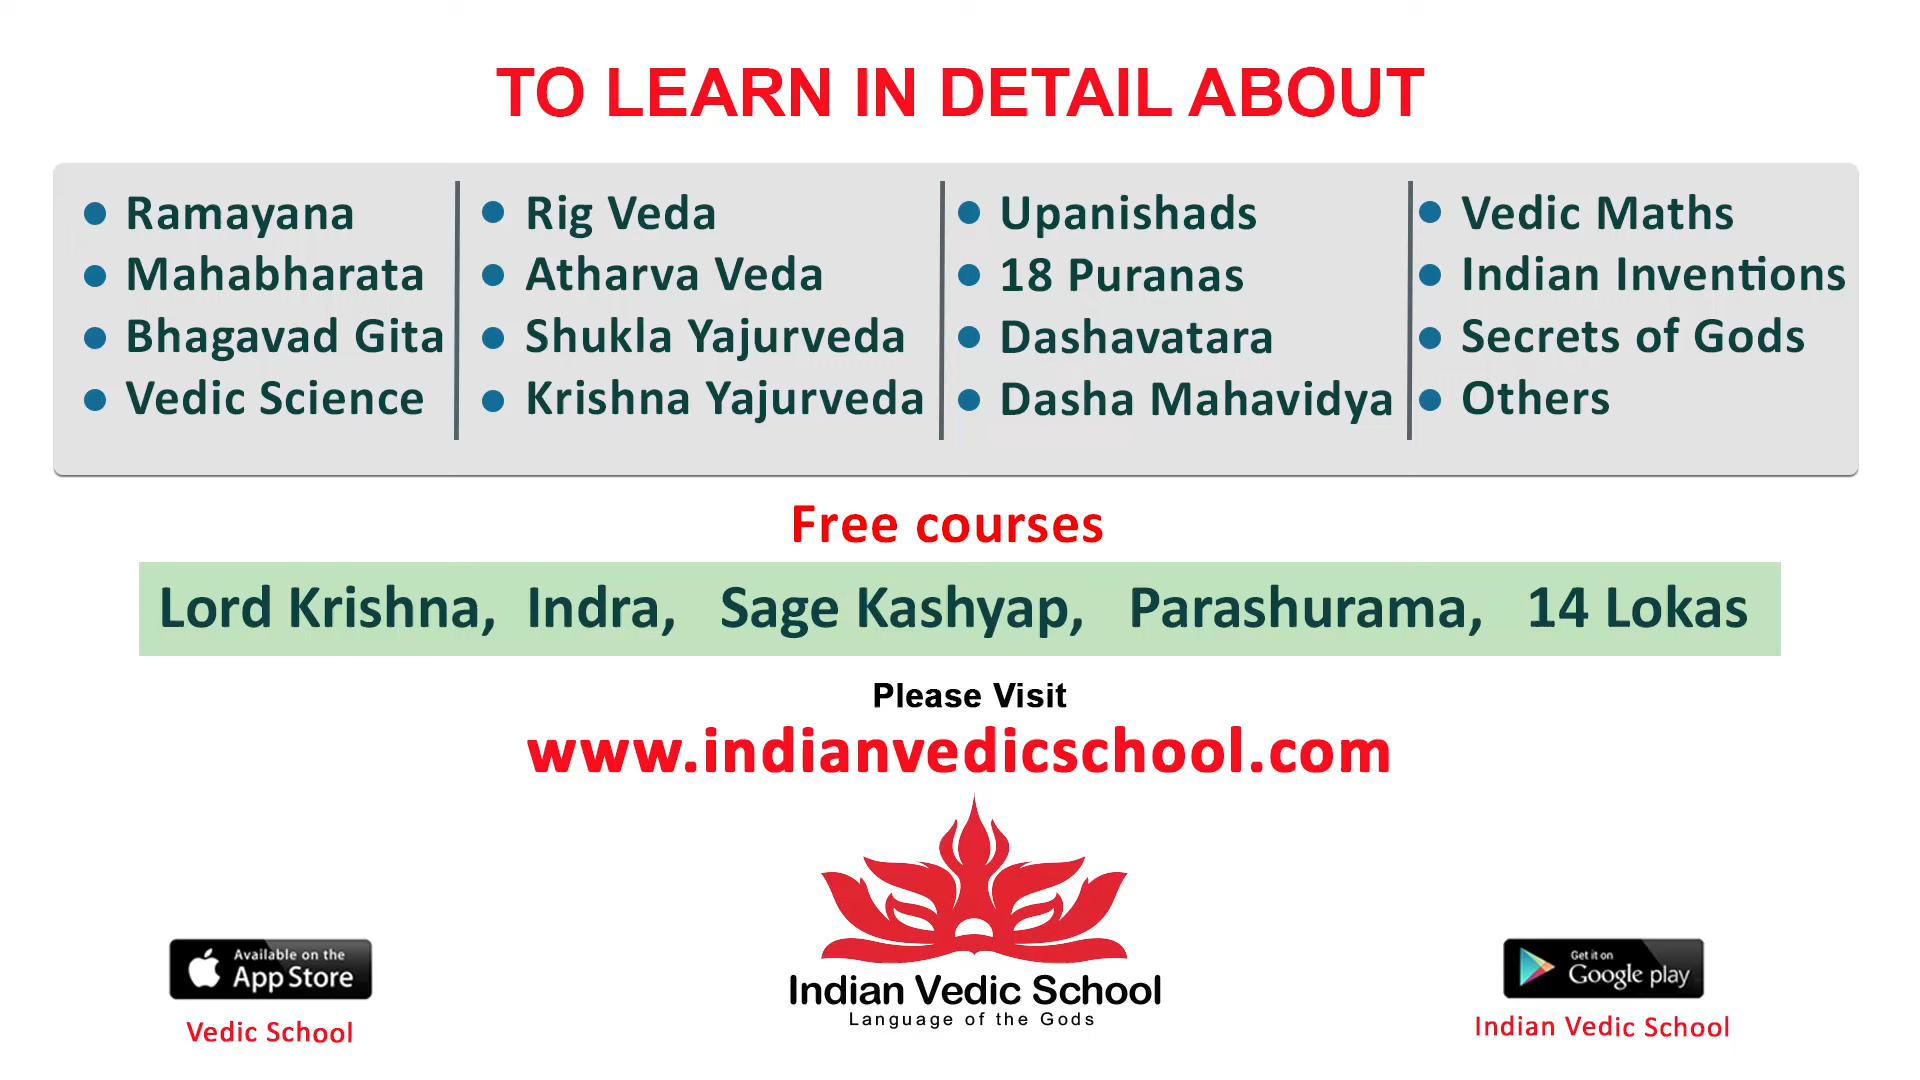 TO LEARN IN DETAIL ABOUT
Ramayana
Mahabharata
Bhagavad Gita
Vedic Science
Rig Veda
Atharva Veda
Shukla Yajurveda
Krishna Yajurveda
Upanishads
18 Puranas
Dashavatara
Dasha Mahavidya
Vedic Maths
Indian Inventions
Secrets of Gods
Others
Free courses
Lord Krishna, Indra, Sage Kashyap, Parashurama, 14 Lokas
Please Visit
www.indianvedicschool.com
Indian Vedic School
Language of the Gods
Available on the
App Store
Vedic School
Get it on
Google play
Indian Vedic School